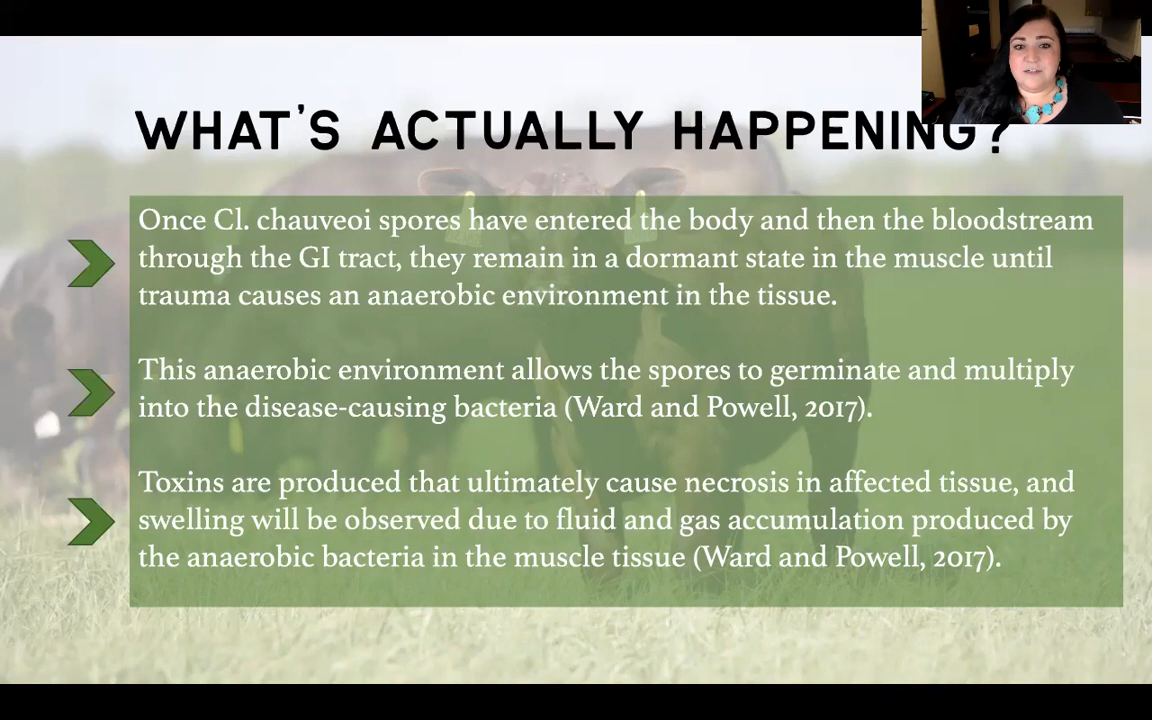 WHAT'S ACTUALLY HAPPENING?
Once Cl. chauveoi spores have entered the body and then the bloodstream
through the GI tract, they remain in a dormant state in the muscle until
trauma causes an anaerobic environment in the tissue.
This anaerobic environment allows the spores to germinate and multiply
into the disease-causing bacteria (Ward and Powell, 2017).
Toxins are produced that ultimately cause necrosis in affected tissue, and
swelling will be observed due to fluid and gas accumulation produced by
the anaerobic bacteria in the muscle tissue (Ward and Powell, 2017).